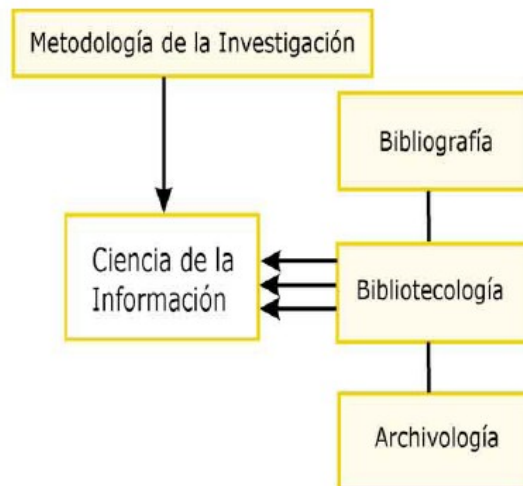 Metodología de la Investigación
Bibliografía
Ciencia de la
Información
Bibliotecología
Archivología